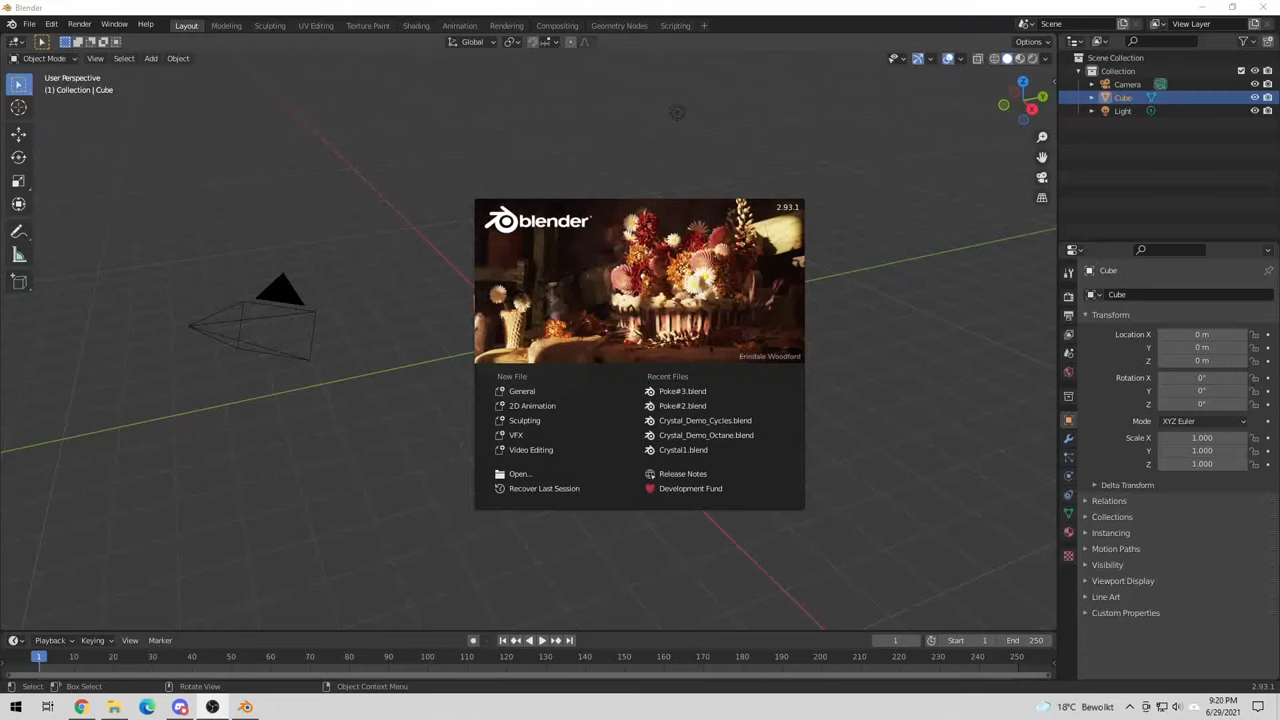 Blender
File Edit Render Window Help Layout Modeling Sculpting UV Editing Texture Paint Shading Animation Rendering Compositing Geometry Nodes Scripting + Scene View Layer
Global Options
Object Mode View Select Add Object
User Perspective
(1) Collection | Cube
Z
Y
X
Scene Collection
Collection
Camera
Cube
Light
Cube
Cube
Transform
Location X 0 m
Y 0 m
Z 0 m
Rotation X 0°
Y 0°
Z 0°
Mode XYZ Euler
Scale X 1.000
Y 1.000
Z 1.000
Delta Transform
Relations
Collections
Instancing
Motion Paths
Visibility
Viewport Display
Line Art
Custom Properties
blender
2.93.1
Erindale Woodford
New File
General
2D Animation
Sculpting
VFX
Video Editing
Open...
Recover Last Session
Recent Files
Poke#3.blend
Poke#2.blend
Crystal_Demo_Cycles.blend
Crystal_Demo_Octane.blend
Crystal1.blend
Release Notes
Development Fund
Playback Keying View Marker 1 Start 1 End 250
1 10 20 30 40 50 60 70 80 90 100 110 120 130 140 150 160 170 180 190 200 210 220 230 240 250
Select Box Select Rotate View Object Context Menu 2.93.1
18°C Bewolkt 9:20 PM
6/29/2021